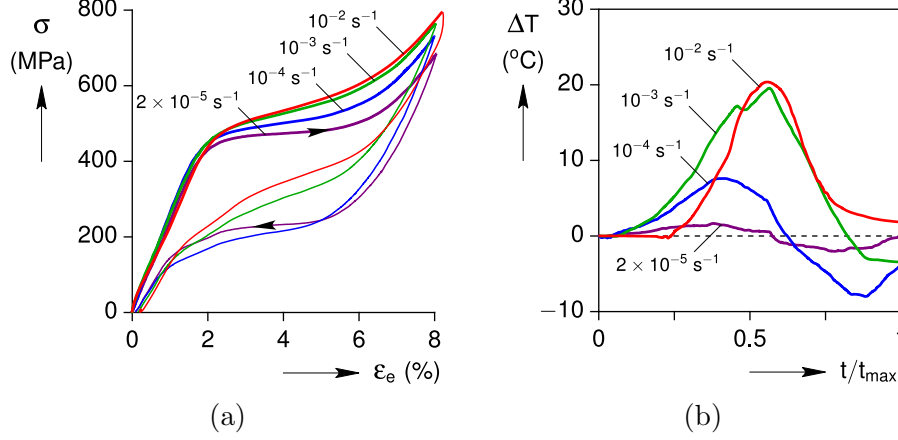 σ
(MPa)
800
600
400
200
0
0 2 4 6 8
εe (%)
10⁻² s⁻¹
10⁻³ s⁻¹
10⁻⁴ s⁻¹
2 × 10⁻⁵ s⁻¹
(a)
ΔT
(ºC)
30
20
10
0
−10
0 0.5 1
t/tmax
10⁻² s⁻¹
10⁻³ s⁻¹
10⁻⁴ s⁻¹
2 × 10⁻⁵ s⁻¹
(b)